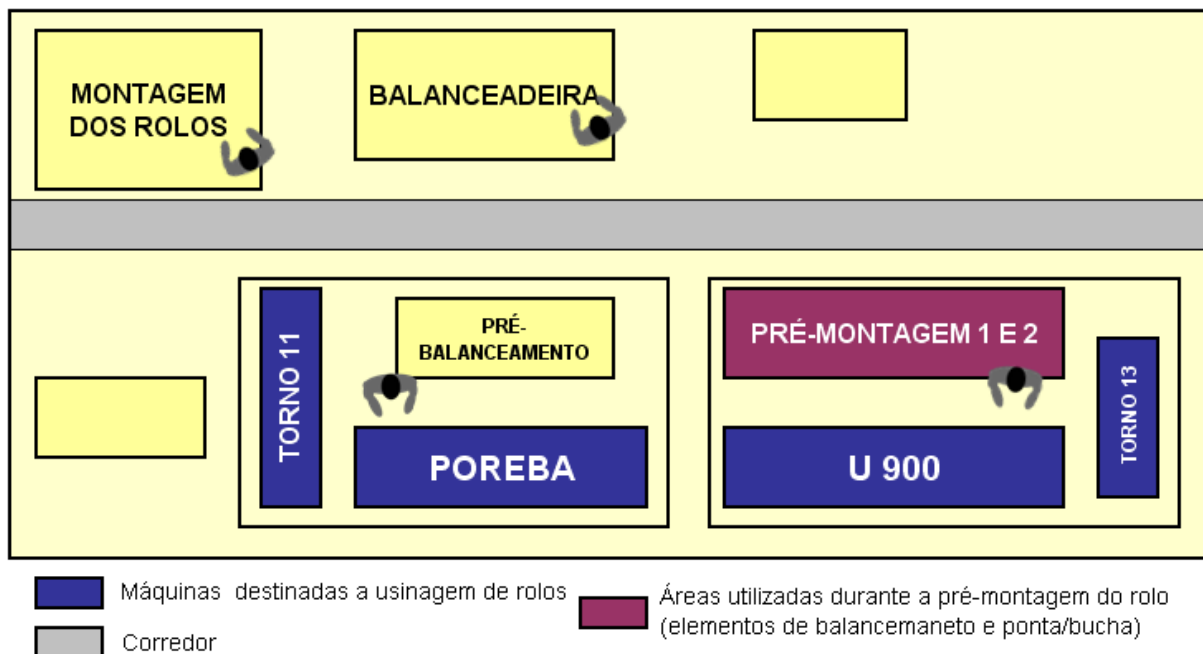 MONTAGEM
DOS ROLOS
BALANCEADEIRA
TORNO 11
PRÉ-
BALANCEAMENTO
POREBA
PRÉ-MONTAGEM 1 E 2
U 900
TORNO 13
Máquinas destinadas a usinagem de rolos
Corredor
Áreas utilizadas durante a pré-montagem do rolo
(elementos de balancemaneto e ponta/bucha)